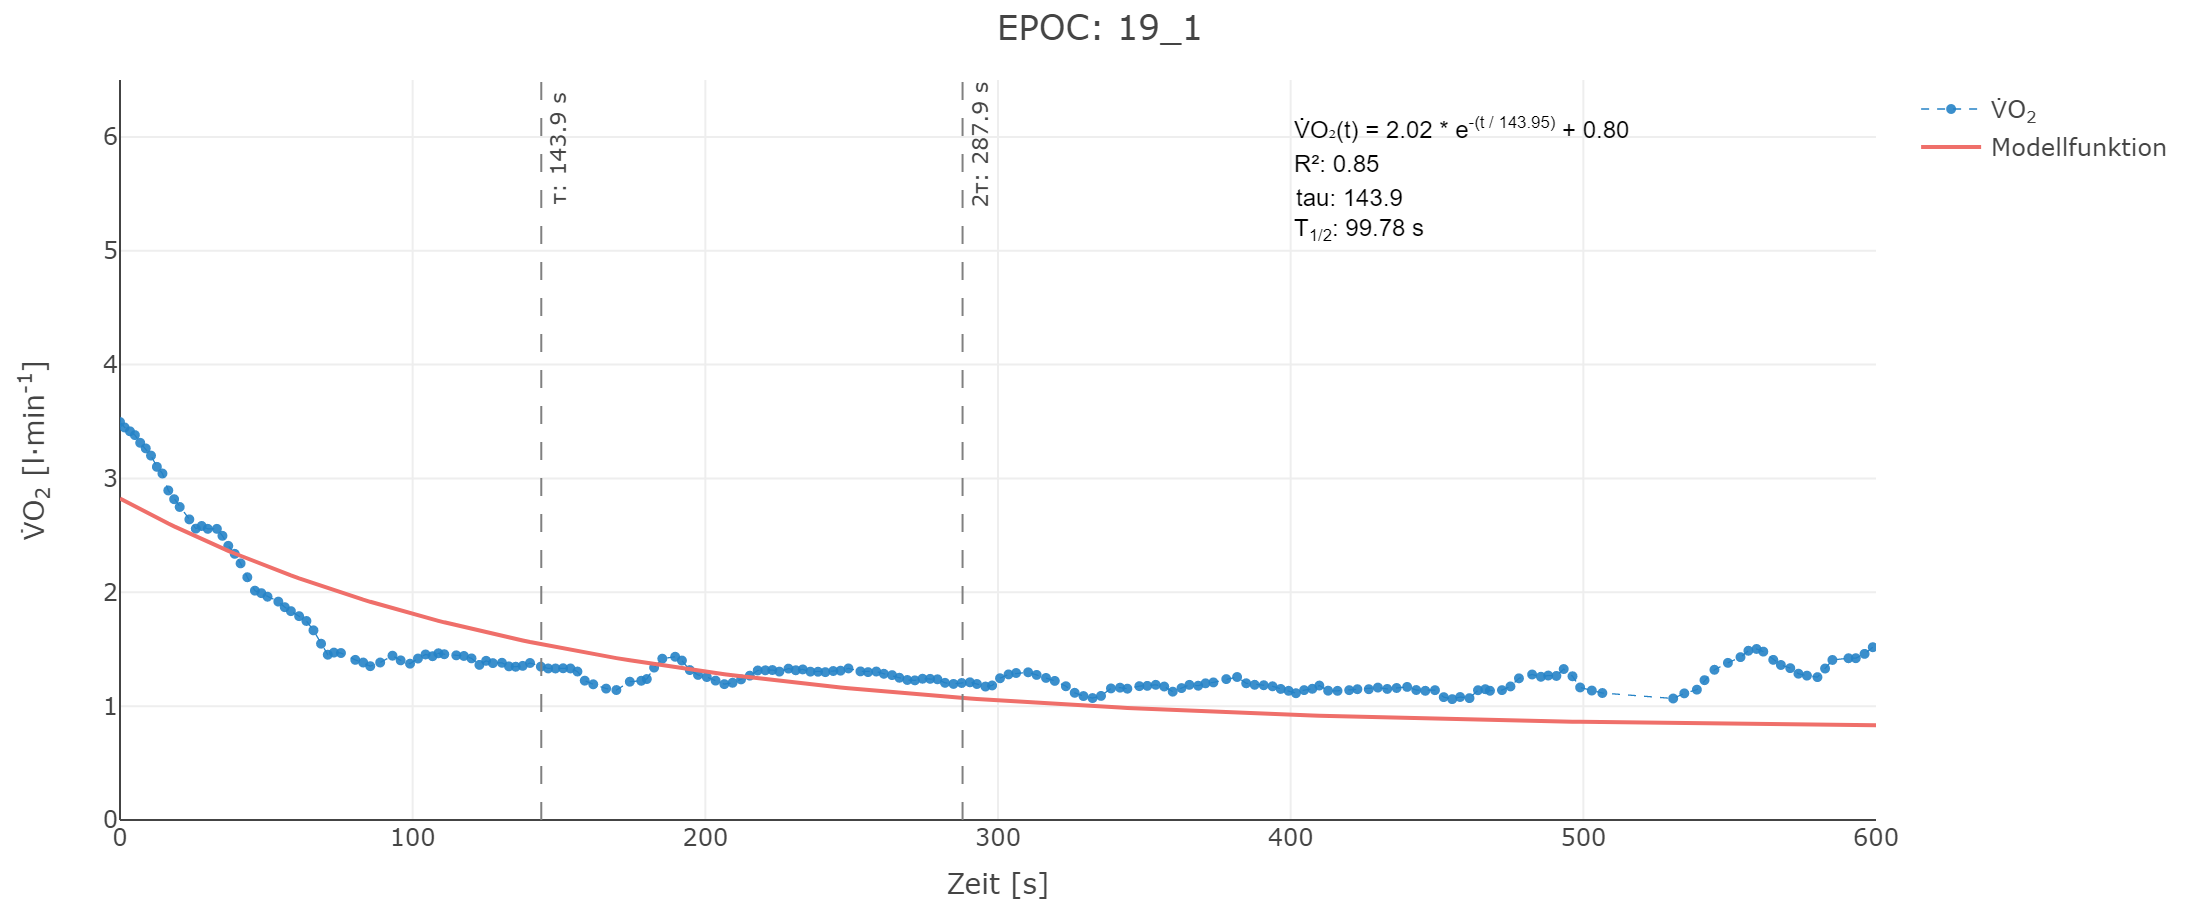 EPOC: 19_1
τ: 143.9 s
2τ: 287.9 s
V̇O₂(t) = 2.02 * e^-(t / 143.95) + 0.80
R²: 0.85
tau: 143.9
T1/2: 99.78 s
V̇O₂
Modellfunktion
V̇O₂ [l·min⁻¹]
6
5
4
3
2
1
0
0 100 200 300 400 500 600
Zeit [s]